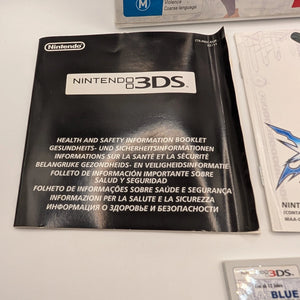 M
Violence
Coarse language
Nintendo
NINTENDO 3DS
HEALTH AND SAFETY INFORMATION BOOKLET
GESUNDHEITS- UND SICHERHEITSINFORMATIONEN
INFORMATIONS SUR LA SANTÉ ET LA SÉCURITÉ
BELANGRIJKE GEZONDHEIDS- EN VEILIGHEIDSINFORMATIE
FOLLETO DE INFORMACIÓN IMPORTANTE SOBRE
SALUD Y SEGURIDAD
FOLHETO DE INFORMAÇÕES SOBRE SAÚDE E SEGURANÇA
INFORMAZIONI PER LA SALUTE E LA SICUREZZA
ИНФОРМАЦИЯ О ЗДОРОВЬЕ И БЕЗОПАСНОСТИ
NINT
3DS
BLUE